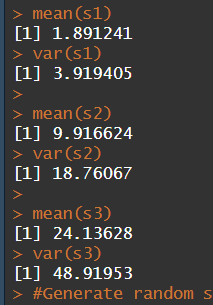 > mean(s1)
[1] 1.891241
> var(s1)
[1] 3.919405
>
> mean(s2)
[1] 9.916624
> var(s2)
[1] 18.76067
>
> mean(s3)
[1] 24.13628
> var(s3)
[1] 48.91953
> #Generate random s